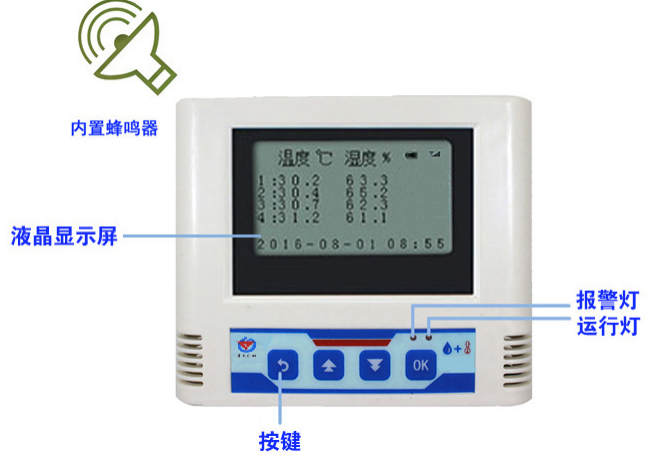 内置蜂鸣器
温度℃ 湿度%
1:30.2 63.3
2:30.4 65.2
3:30.7 62.3
4:31.2 61.1
液晶显示屏
2016-08-01 08:55
报警灯
运行灯
OK
按键